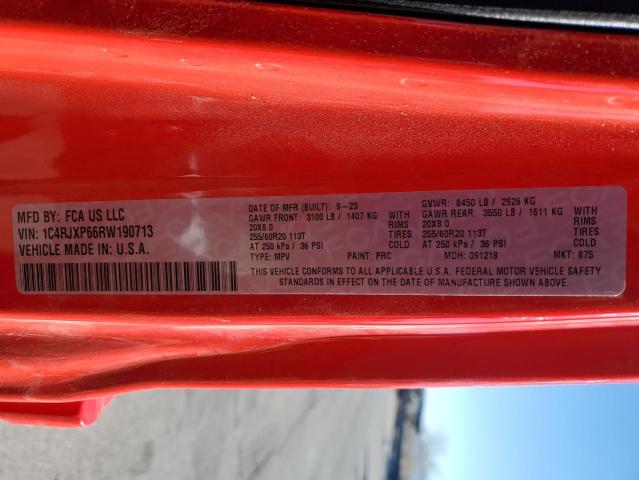 MFD BY: FCA US LLC
VIN: 1C4RJXP66RW190713
VEHICLE MADE IN U.S.A.
DATE OF MFR (BUILT): 9-23 GVWR: 6450 LB / 2926 KG
GAWR FRONT: 3100 LB / 1407 KG WITH GAWR REAR: 3550 LB / 1611 KG WITH
20X8.0 RIMS 20X8.0 RIMS
255/60R20 113T TIRES 255/60R20 113T TIRES
AT 250 kPa / 36 PSI COLD AT 250 kPa / 36 PSI COLD
TYPE: MPV PAINT: PRC MDH: 091218 MKT: 875
THIS VEHICLE CONFORMS TO ALL APPLICABLE U.S.A. FEDERAL MOTOR VEHICLE SAFETY
STANDARDS IN EFFECT ON THE DATE OF MANUFACTURE SHOWN ABOVE.